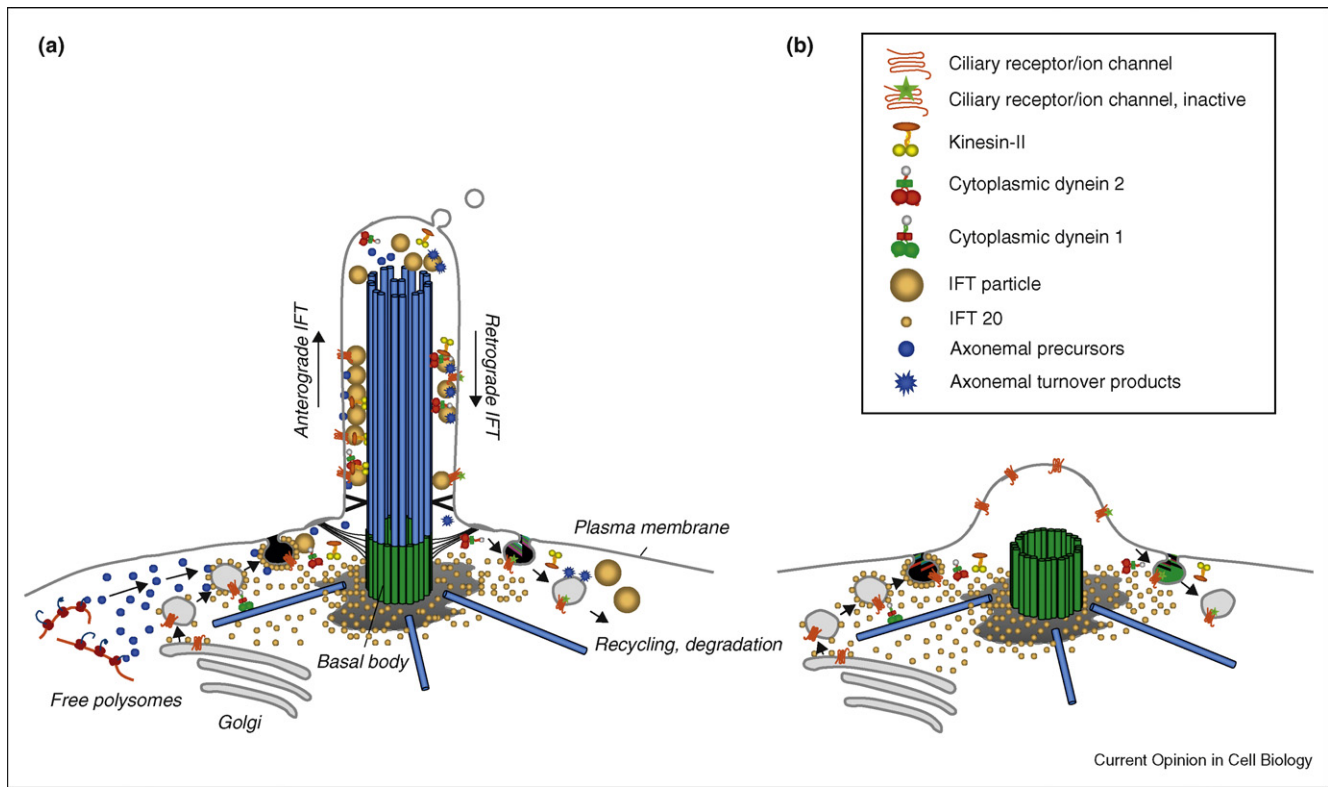 (a)
(b)
Ciliary receptor/ion channel
Ciliary receptor/ion channel, inactive
Kinesin-II
Cytoplasmic dynein 2
Cytoplasmic dynein 1
IFT particle
IFT 20
Axonemal precursors
Axonemal turnover products
Anterograde IFT
Retrograde IFT
Plasma membrane
Recycling, degradation
Basal body
Free polysomes
Golgi
Current Opinion in Cell Biology